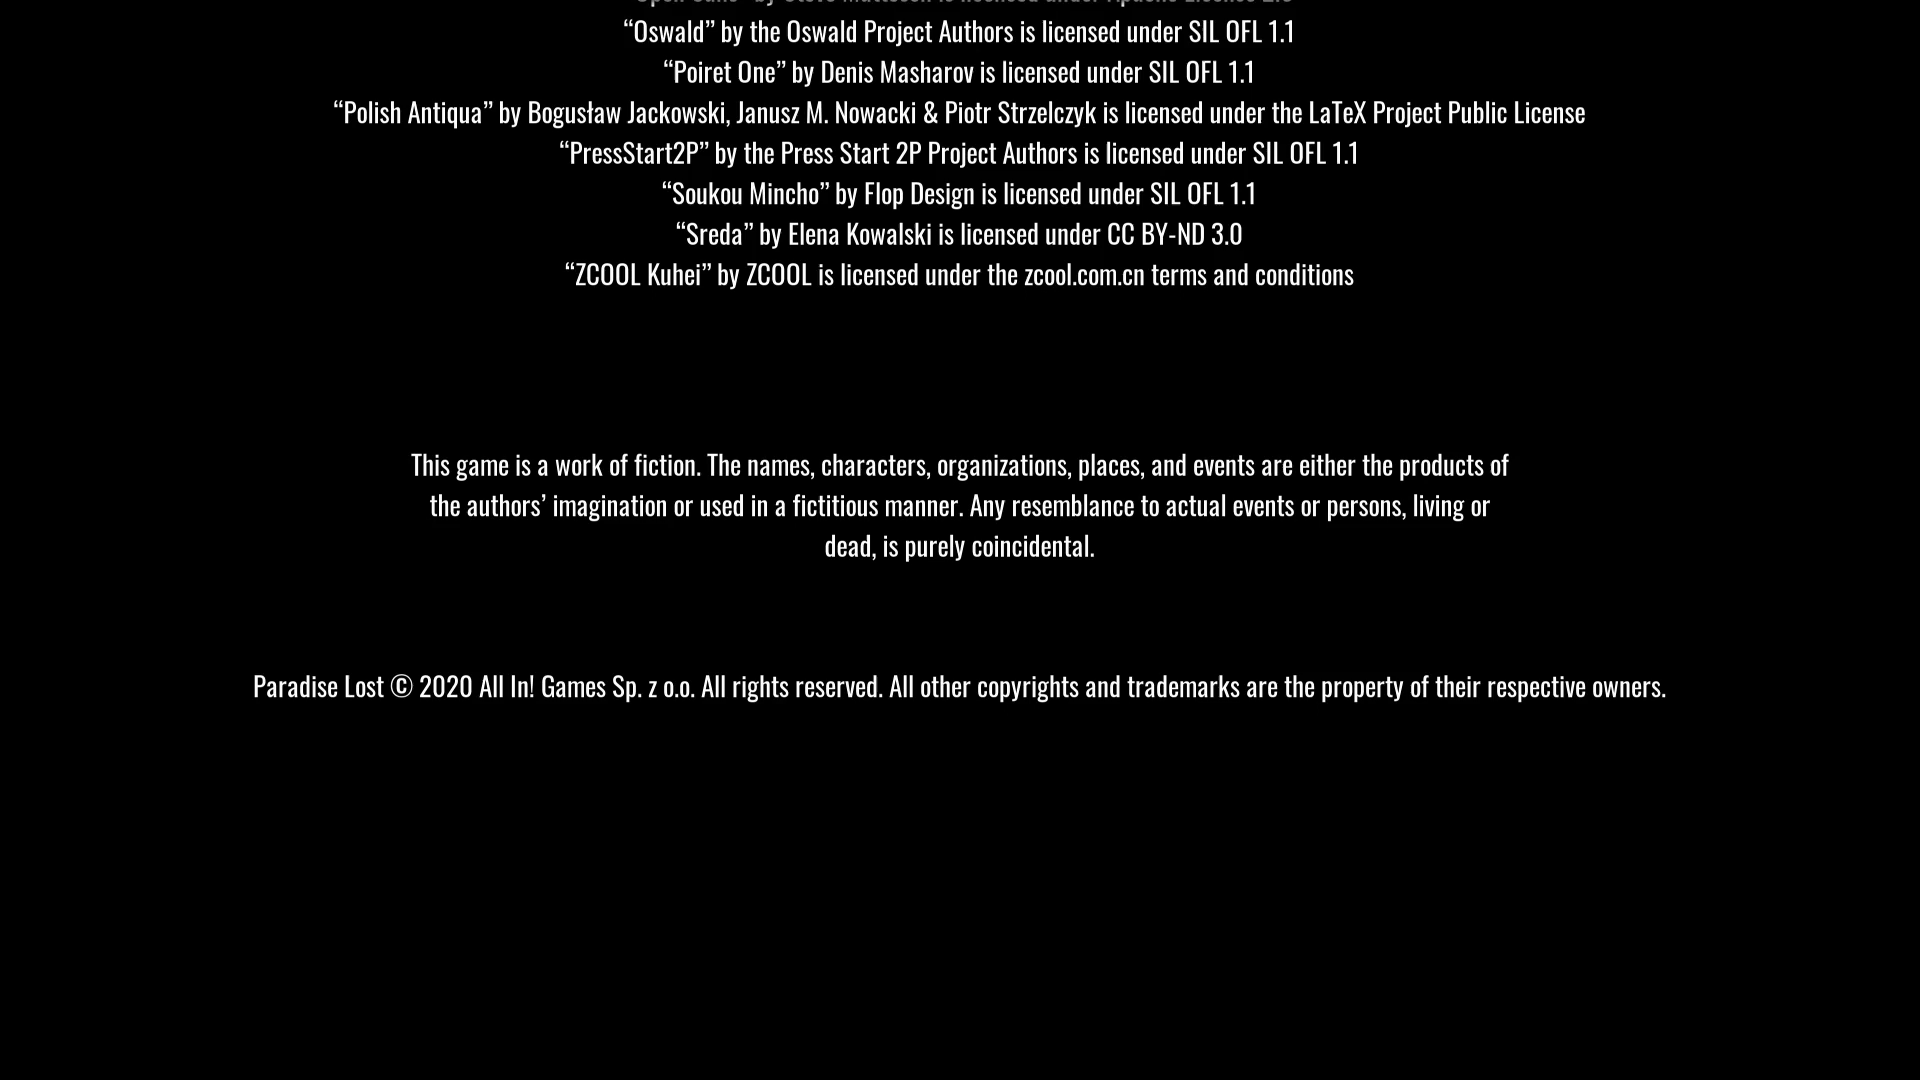 “Oswald” by the Oswald Project Authors is licensed under SIL OFL 1.1
“Poiret One” by Denis Masharov is licensed under SIL OFL 1.1
“Polish Antiqua” by Bogusław Jackowski, Janusz M. Nowacki & Piotr Strzelczyk is licensed under the LaTeX Project Public License
“PressStart2P” by the Press Start 2P Project Authors is licensed under SIL OFL 1.1
“Soukou Mincho” by Flop Design is licensed under SIL OFL 1.1
“Sreda” by Elena Kowalski is licensed under CC BY-ND 3.0
“ZCOOL Kuhei” by ZCOOL is licensed under the zcool.com.cn terms and conditions
This game is a work of fiction. The names, characters, organizations, places, and events are either the products of
the authors’ imagination or used in a fictitious manner. Any resemblance to actual events or persons, living or
dead, is purely coincidental.
Paradise Lost © 2020 All In! Games Sp. z o.o. All rights reserved. All other copyrights and trademarks are the property of their respective owners.